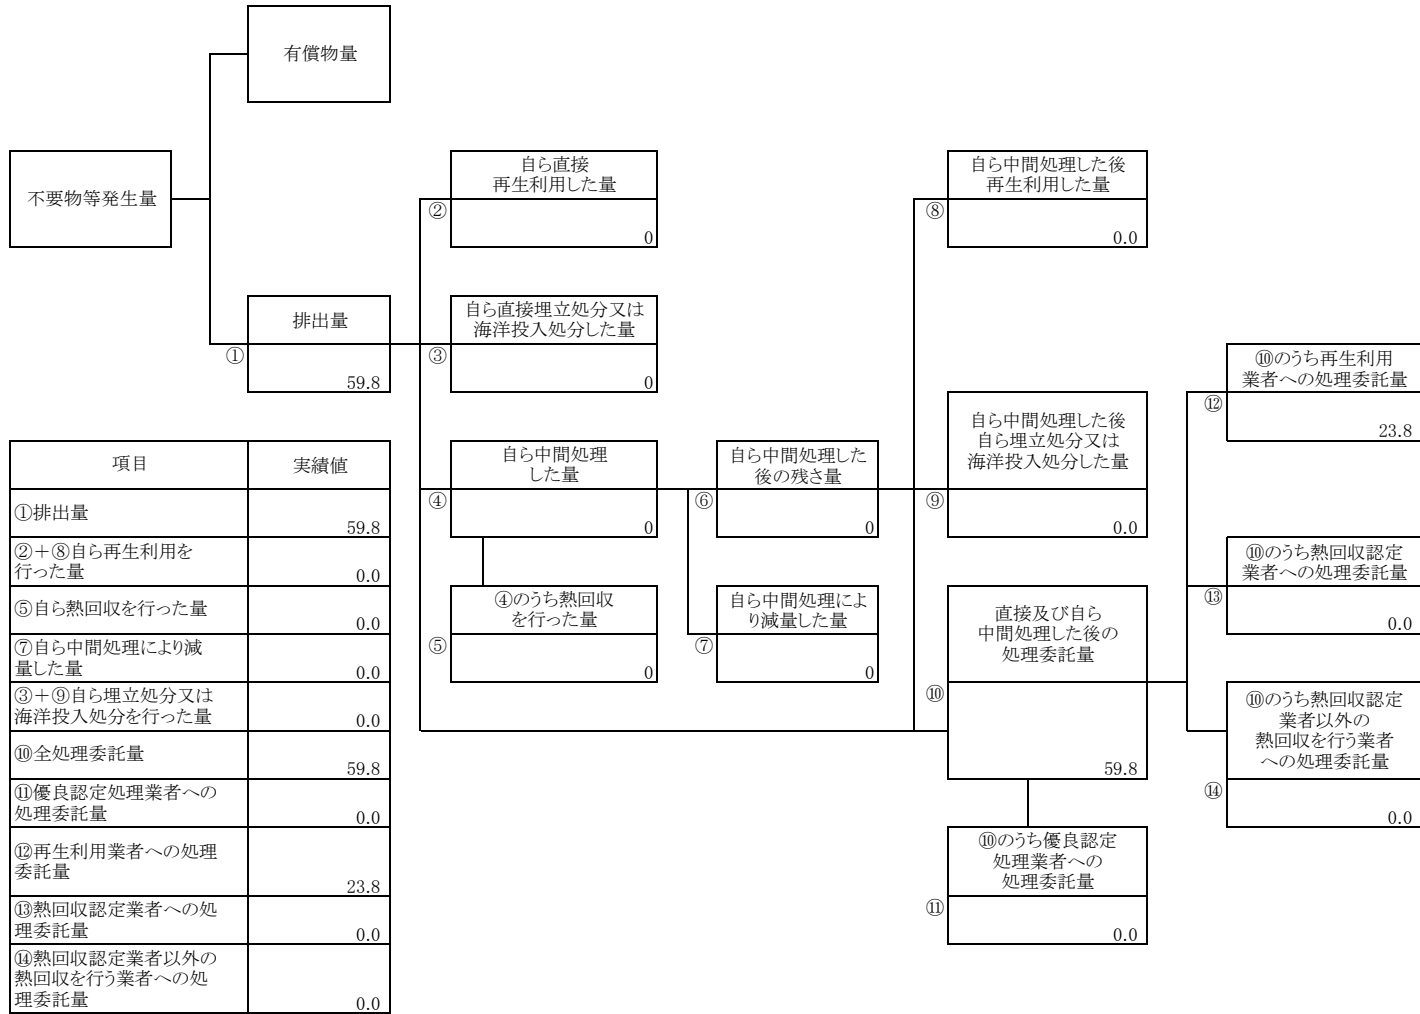 有償物量
不要物等発生量
自ら直接
再生利用した量
②
0
自ら中間処理した後
再生利用した量
⑧
0.0
排出量
①
59.8
自ら直接埋立処分又は
海洋投入処分した量
③
0
⑩のうち再生利用
業者への処理委託量
⑫
23.8
自ら中間処理
した量
④
0
自ら中間処理した
後の残さ量
⑥
0
自ら中間処理した後
自ら埋立処分又は
海洋投入処分した量
⑨
0.0
⑩のうち熱回収認定
業者への処理委託量
⑬
0.0
④のうち熱回収
を行った量
⑤
0
自ら中間処理によ
り減量した量
⑦
0
直接及び自ら
中間処理した後の
処理委託量
⑩
59.8
⑩のうち熱回収認定
業者以外の
熱回収を行う業者
への処理委託量
⑭
0.0
⑩のうち優良認定
処理業者への
処理委託量
⑪
0.0
項目 実績値
①排出量
59.8
②+⑧自ら再生利用を
行った量 0.0
⑤自ら熱回収を行った量
0.0
⑦自ら中間処理により減
量した量 0.0
③+⑨自ら埋立処分又は
海洋投入処分を行った量 0.0
⑩全処理委託量
59.8
⑪優良認定処理業者への
処理委託量 0.0
⑫再生利用業者への処理
委託量 23.8
⑬熱回収認定業者への処
理委託量 0.0
⑭熱回収認定業者以外の
熱回収を行う業者への処
理委託量 0.0